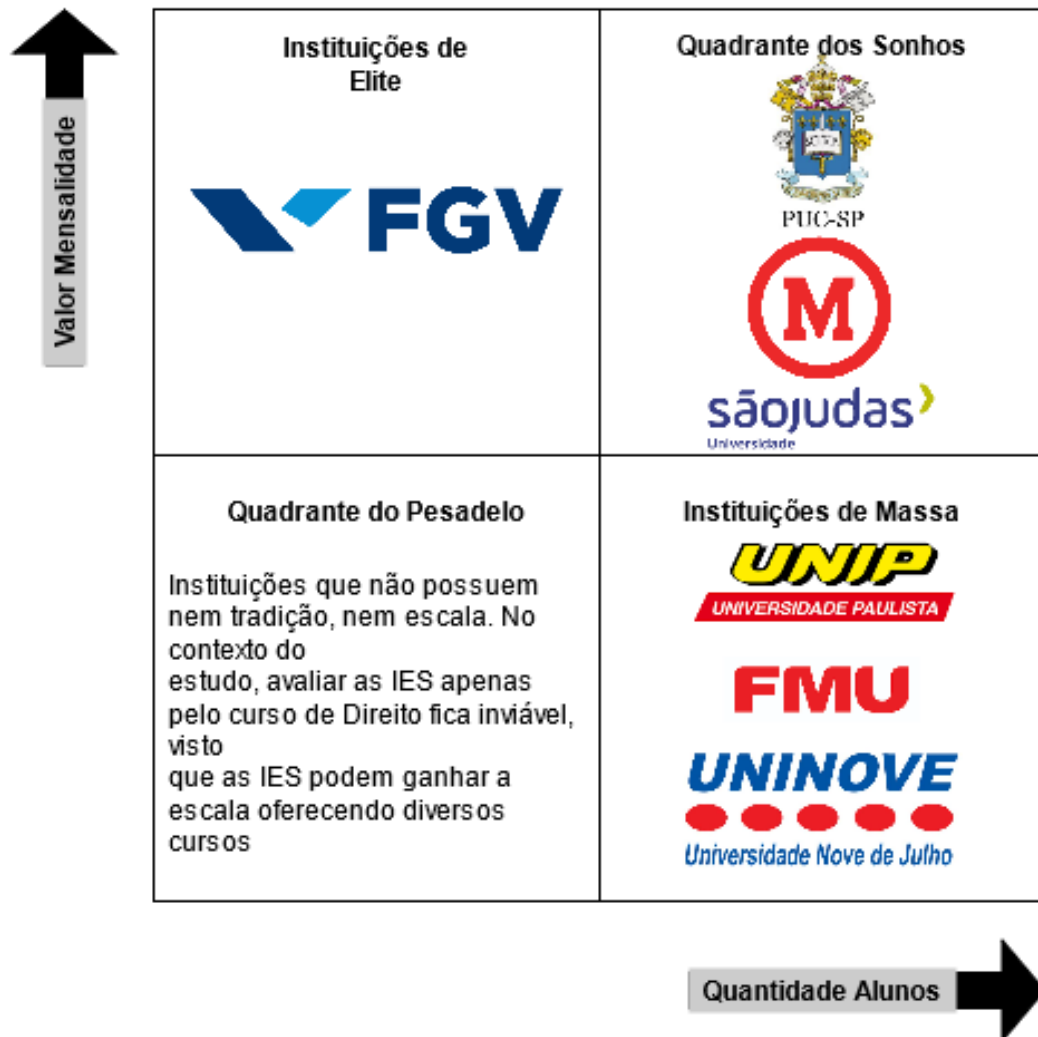 Valor Mensalidade
Instituições de
Elite
FGV
Quadrante dos Sonhos
PUC-SP
M
sãojudas
Universidade
Quadrante do Pesadelo
Instituições que não possuem
nem tradição, nem escala. No
contexto do
estudo, avaliar as IES apenas
pelo curso de Direito fica inviável,
visto
que as IES podem ganhar a
escala oferecendo diversos
cursos
Instituições de Massa
UNIP
UNIVERSIDADE PAULISTA
FMU
UNINOVE
Universidade Nove de Julho
Quantidade Alunos